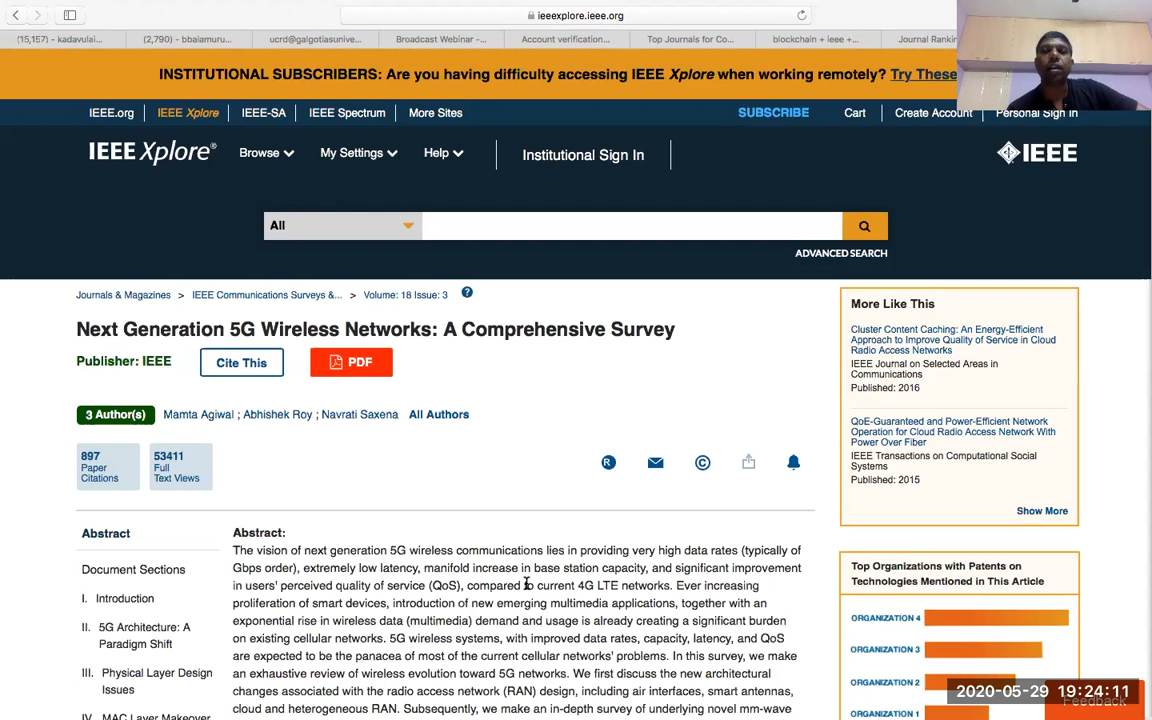 ieeexplore.ieee.org
(15,157) - kadavulai...
(2,790) - bbalamuru...
ucrd@galgotiasunive...
Broadcast Webinar -...
Account verification...
Top Journals for Co...
blockchain + ieee +...
Journal Rankin
INSTITUTIONAL SUBSCRIBERS: Are you having difficulty accessing IEEE Xplore when working remotely? Try These
IEEE.org
IEEE Xplore
IEEE-SA
IEEE Spectrum
More Sites
SUBSCRIBE
Cart
Create Account
Personal Sign In
IEEE Xplore®
Browse
My Settings
Help
Institutional Sign In
IEEE
All
ADVANCED SEARCH
Journals & Magazines > IEEE Communications Surveys &... > Volume: 18 Issue: 3 ?
Next Generation 5G Wireless Networks: A Comprehensive Survey
Publisher: IEEE
Cite This
PDF
3 Author(s)
Mamta Agiwal ; Abhishek Roy ; Navrati Saxena
All Authors
897
Paper
Citations
53411
Full
Text Views
R
©
Abstract
Document Sections
I. Introduction
II. 5G Architecture: A
Paradigm Shift
III. Physical Layer Design
Issues
IV. MAC Layer Makeover
Abstract:
The vision of next generation 5G wireless communications lies in providing very high data rates (typically of
Gbps order), extremely low latency, manifold increase in base station capacity, and significant improvement
in users' perceived quality of service (QoS), compared to current 4G LTE networks. Ever increasing
proliferation of smart devices, introduction of new emerging multimedia applications, together with an
exponential rise in wireless data (multimedia) demand and usage is already creating a significant burden
on existing cellular networks. 5G wireless systems, with improved data rates, capacity, latency, and QoS
are expected to be the panacea of most of the current cellular networks' problems. In this survey, we make
an exhaustive review of wireless evolution toward 5G networks. We first discuss the new architectural
changes associated with the radio access network (RAN) design, including air interfaces, smart antennas,
cloud and heterogeneous RAN. Subsequently, we make an in-depth survey of underlying novel mm-wave
More Like This
Cluster Content Caching: An Energy-Efficient
Approach to Improve Quality of Service in Cloud
Radio Access Networks
IEEE Journal on Selected Areas in
Communications
Published: 2016
QoE-Guaranteed and Power-Efficient Network
Operation for Cloud Radio Access Network With
Power Over Fiber
IEEE Transactions on Computational Social
Systems
Published: 2015
Show More
Top Organizations with Patents on
Technologies Mentioned in This Article
ORGANIZATION 4
ORGANIZATION 3
ORGANIZATION 2
ORGANIZATION 1
2020-05-29 19:24:11
Feedback